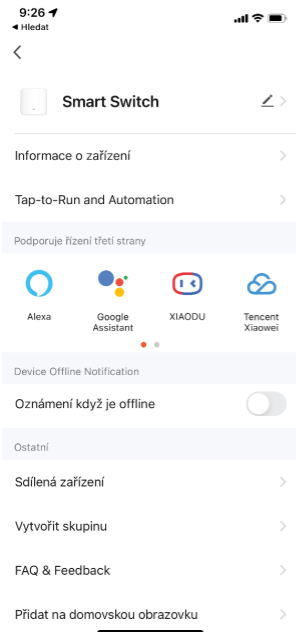 9:26
◀ Hledat
Smart Switch
Informace o zařízení
Tap-to-Run and Automation
Podporuje řízení třetí strany
Alexa
Google
Assistant
XIAODU
Tencent
Xiaowei
Device Offline Notification
Oznámení když je offline
Ostatní
Sdílená zařízení
Vytvořit skupinu
FAQ & Feedback
Přidat na domovskou obrazovku